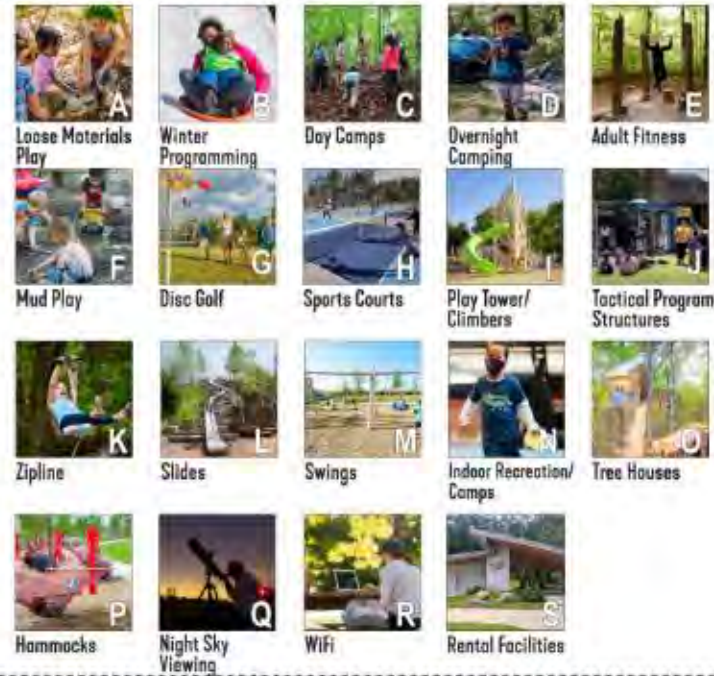 A
B
C
D
E
Loose Materials
Play
Winter
Programming
Day Camps
Overnight
Camping
Adult Fitness
F
G
H
I
J
Mud Play
Disc Golf
Sports Courts
Play Tower/
Climbers
Tactical Program
Structures
K
L
M
N
O
Zipline
Slides
Swings
Indoor Recreation/
Camps
Tree Houses
P
Q
R
S
Hammocks
Night Sky
Viewing
WiFi
Rental Facilities